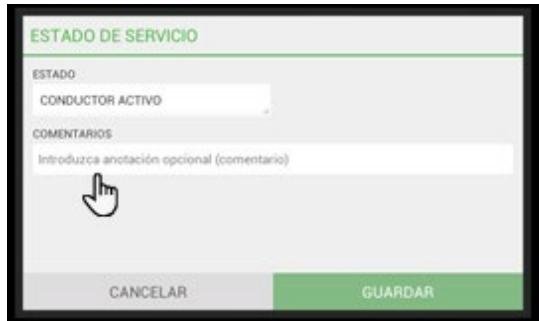 ESTADO DE SERVICIO
ESTADO
CONDUCTOR ACTIVO
COMENTARIOS
Introduzca anotación opcional (comentario)
CANCELAR
GUARDAR